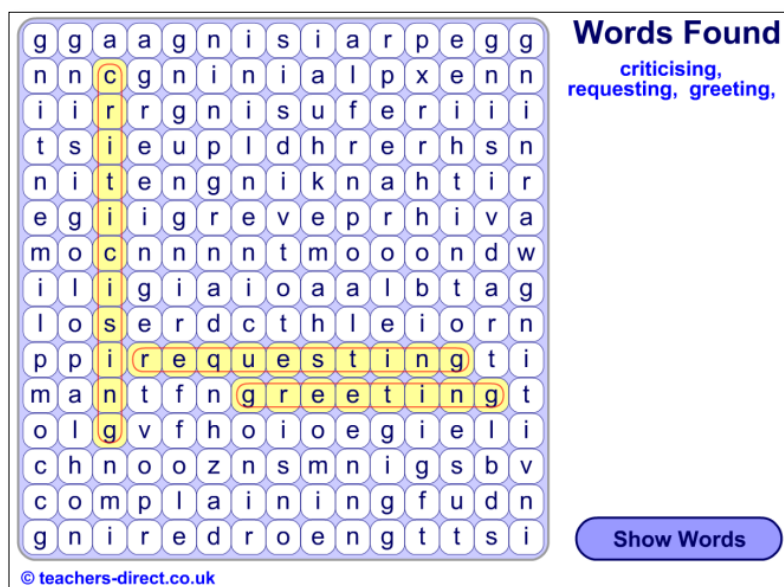 Words Found
criticising,
requesting, greeting,
g g a a g n i s i a r p e g g
n n c g n i n i a l p x e n n
i i r r g n i s u f e r i i i
t s i e u p l d h r e r h s n
n i t e n g n i k n a h t i r
e g i i g r e v e p r h i v a
m o c n n n n t m o o o n d w
i l i g i a i o a a l b t a g
l o s e r d c t h l e i o r n
p p i r e q u e s t i n g t i
m a n t f n g r e e t i n g t
o l g v f h o i o e g i e l i
c h n o o z n s m n i g s b v
c o m p l a i n i n g f u d n
g n i r e d r o e n g t t s i
Show Words
© teachers-direct.co.uk